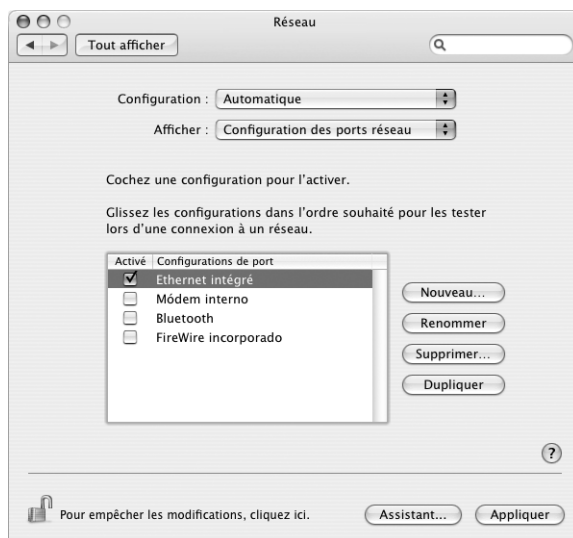 Réseau
Tout afficher
Configuration : Automatique
Afficher : Configuration des ports réseau
Cochez une configuration pour l'activer.
Glissez les configurations dans l'ordre souhaité pour les tester
lors d'une connexion à un réseau.
Activé Configurations de port
Ethernet intégré
Módem interno
Bluetooth
FireWire incorporado
Nouveau...
Renommer
Supprimer...
Dupliquer
?
Pour empêcher les modifications, cliquez ici.
Assistant...
Appliquer